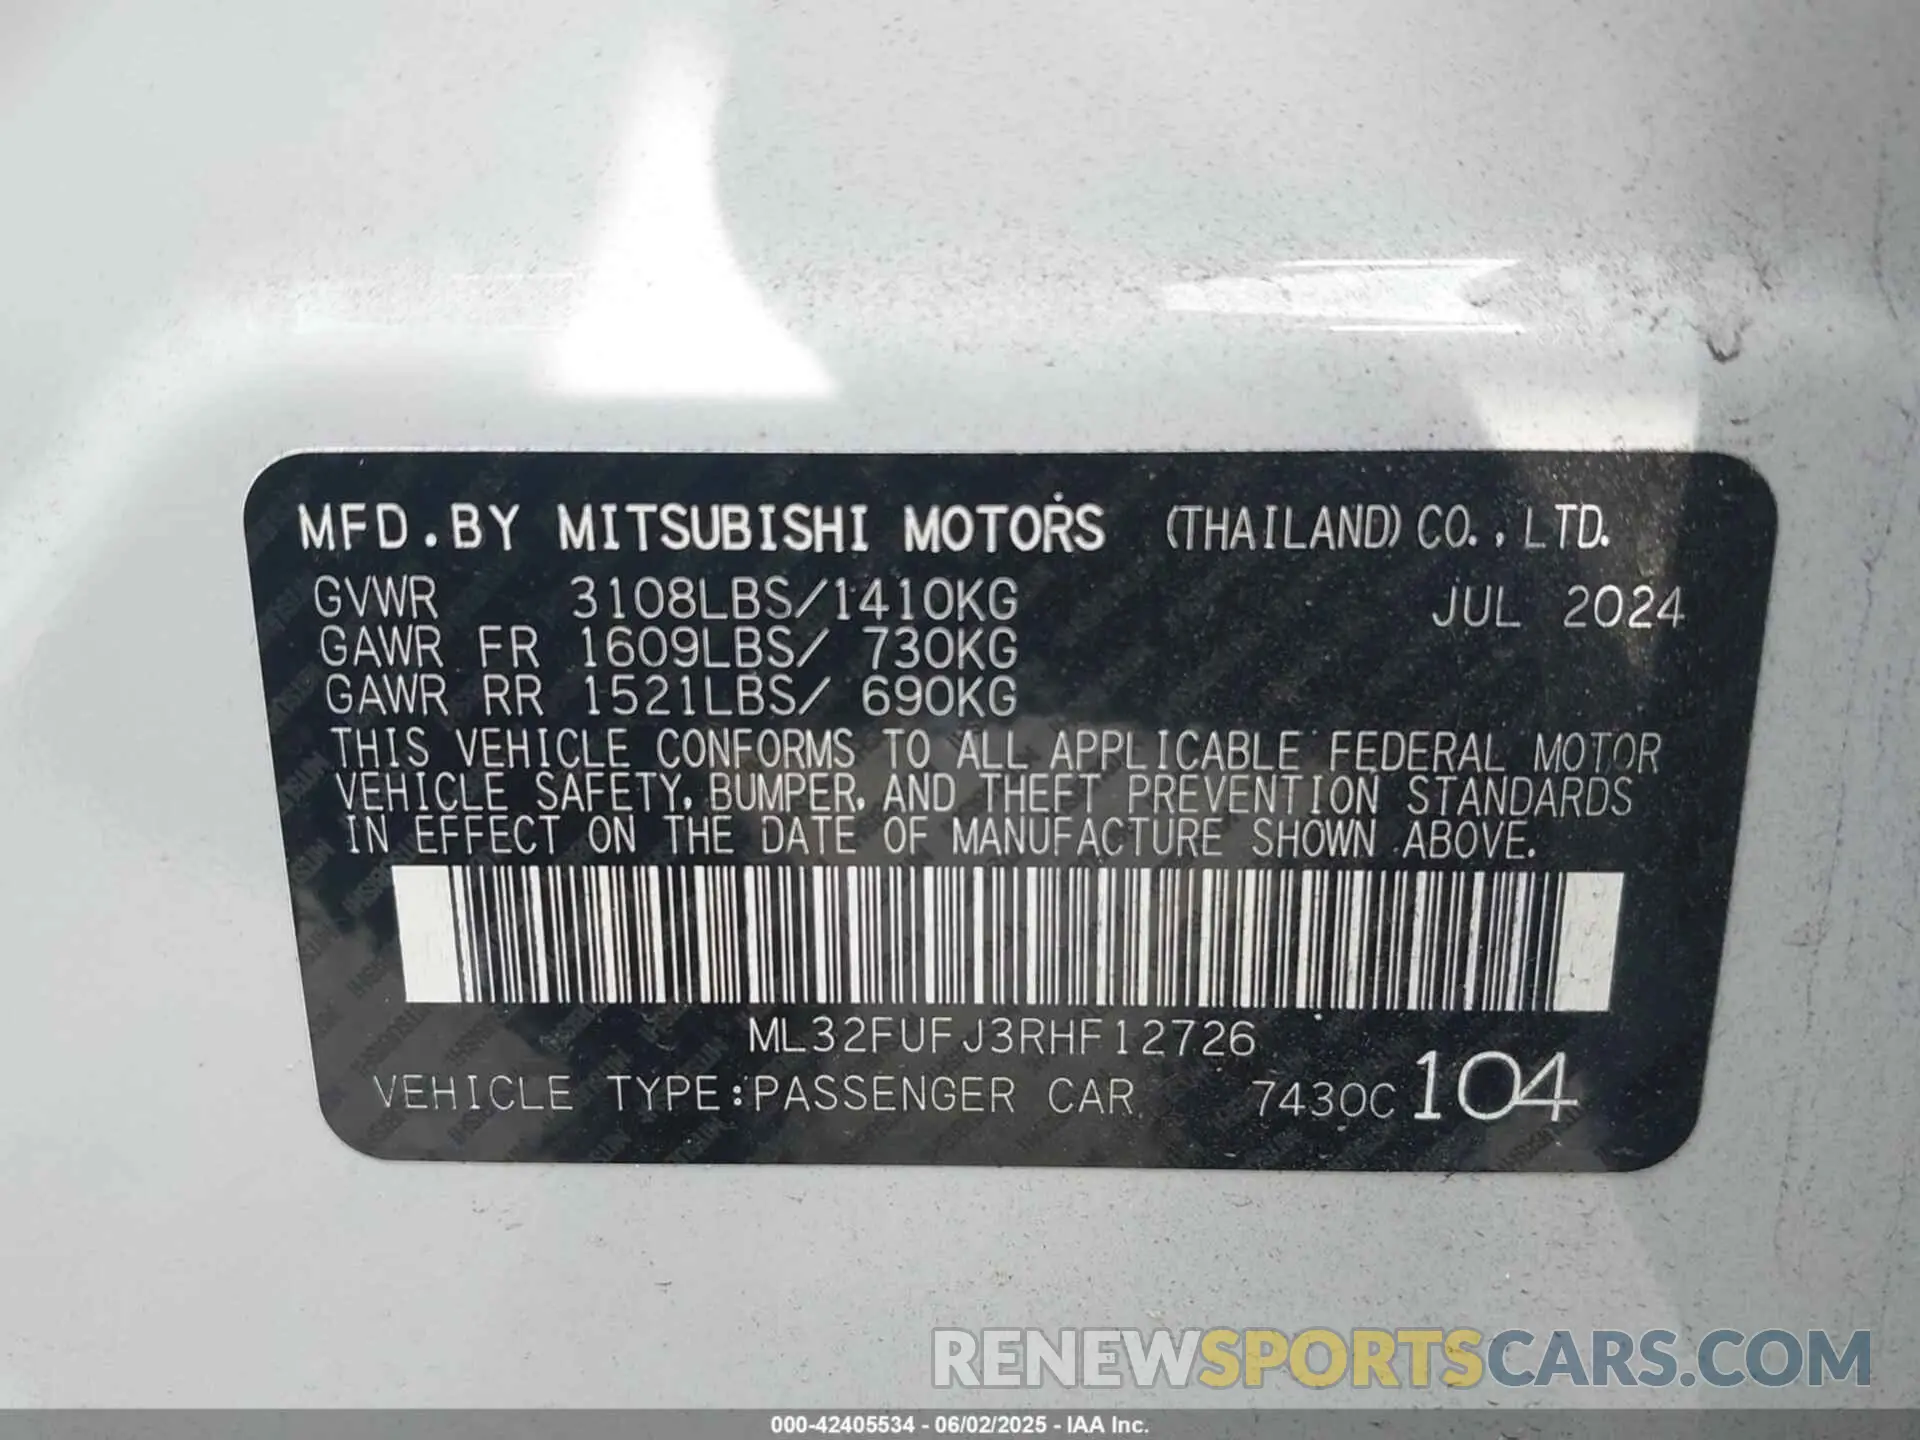 MFD.BY MITSUBISHI MOTORS (THAILAND)CO.,LTD.
GVWR 3108LBS/1410KG JUL 2024
GAWR FR 1609LBS/ 730KG
GAWR RR 1521LBS/ 690KG
THIS VEHICLE CONFORMS TO ALL APPLICABLE FEDERAL MOTOR
VEHICLE SAFETY, BUMPER, AND THEFT PREVENTION STANDARDS
IN EFFECT ON THE DATE OF MANUFACTURE SHOWN ABOVE.
ML32FUFJ3RHF12726
VEHICLE TYPE:PASSENGER CAR 7430C 104
RENEWSPORTSCARS.COM
000-42405534 - 06/02/2025 - IAA Inc.